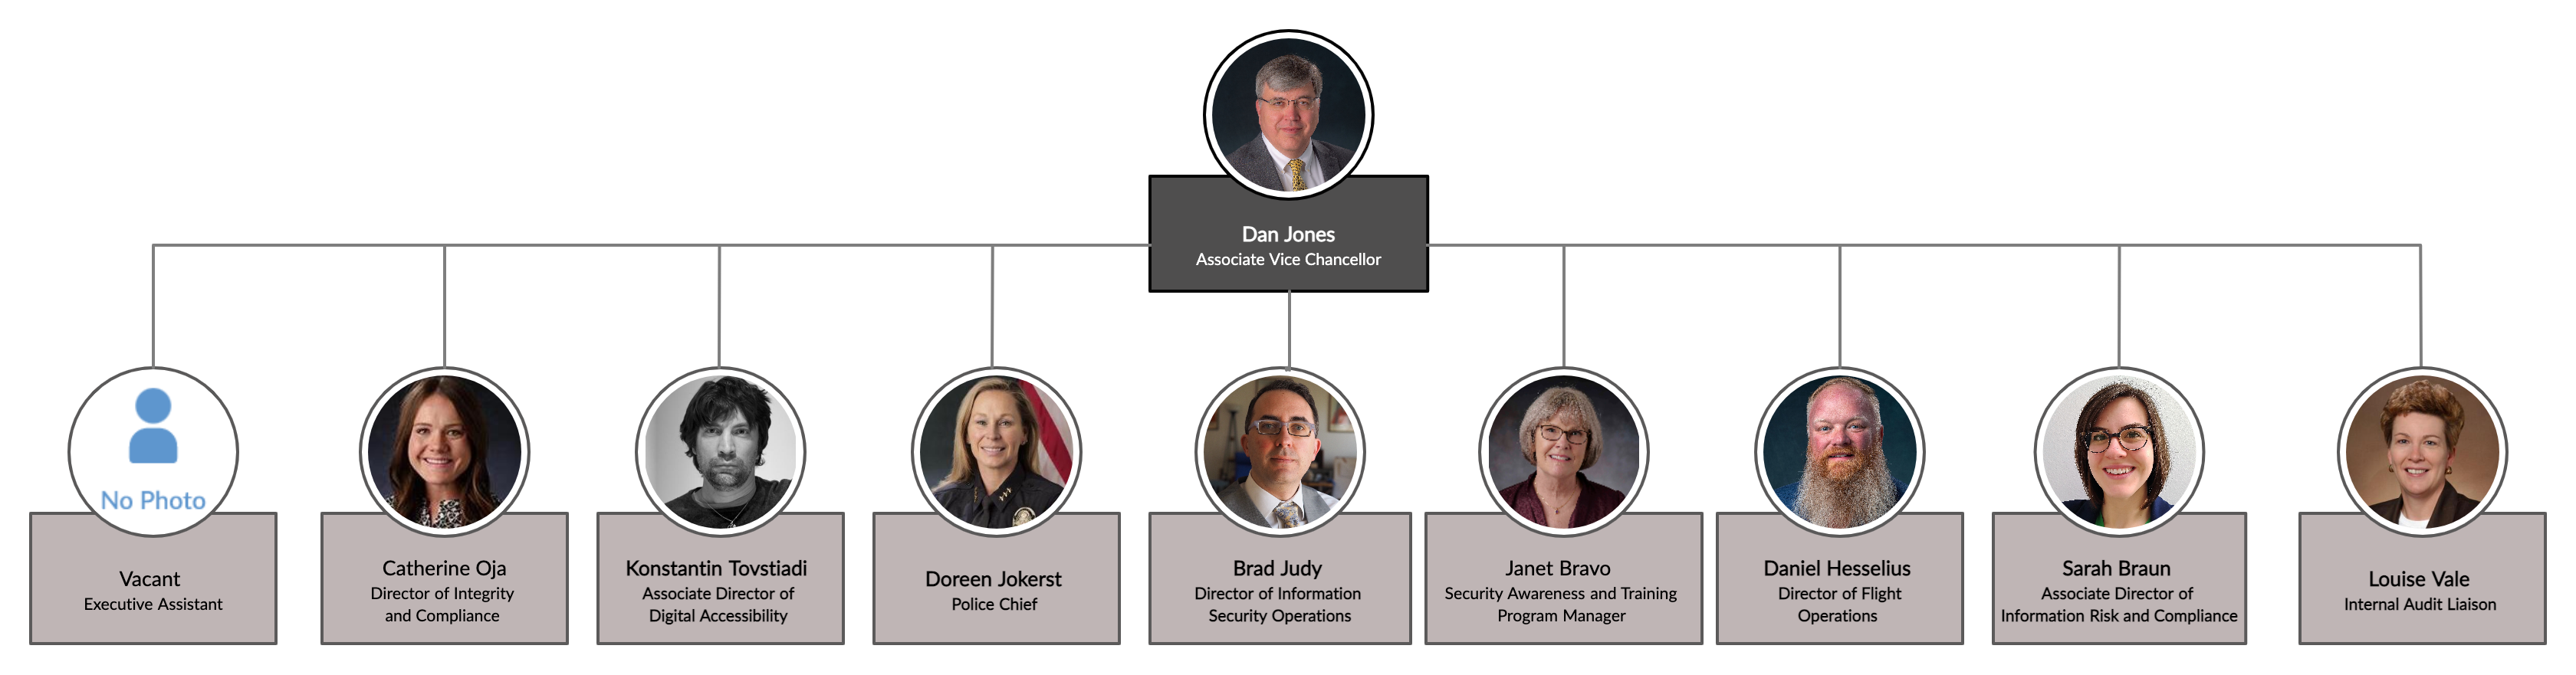 Dan Jones
Associate Vice Chancellor
No Photo
Vacant
Executive Assistant
Catherine Oja
Director of Integrity
and Compliance
Konstantin Tovstiadi
Associate Director of
Digital Accessibility
Doreen Jokerst
Police Chief
Brad Judy
Director of Information
Security Operations
Janet Bravo
Security Awareness and Training
Program Manager
Daniel Hesselius
Director of Flight
Operations
Sarah Braun
Associate Director of
Information Risk and Compliance
Louise Vale
Internal Audit Liaison